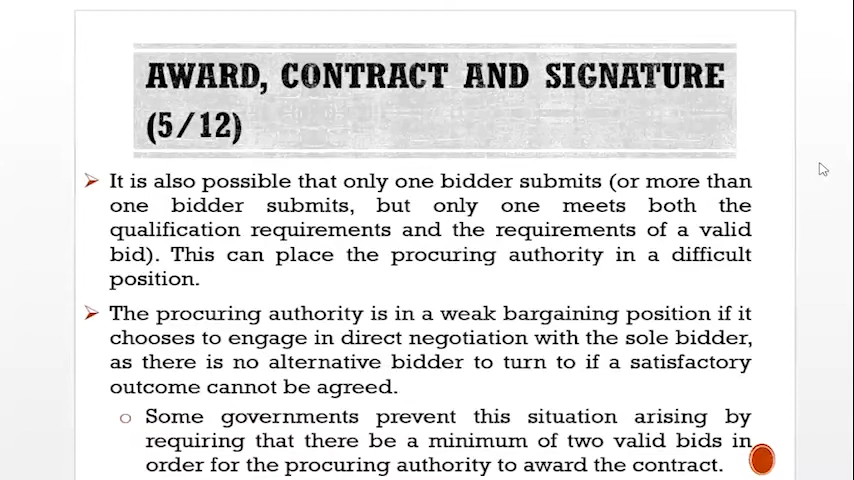 AWARD, CONTRACT AND SIGNATURE
(5/12)
It is also possible that only one bidder submits (or more than
one bidder submits, but only one meets both the
qualification requirements and the requirements of a valid
bid). This can place the procuring authority in a difficult
position.
The procuring authority is in a weak bargaining position if it
chooses to engage in direct negotiation with the sole bidder,
as there is no alternative bidder to turn to if a satisfactory
outcome cannot be agreed.
Some governments prevent this situation arising by
requiring that there be a minimum of two valid bids in
order for the procuring authority to award the contract.